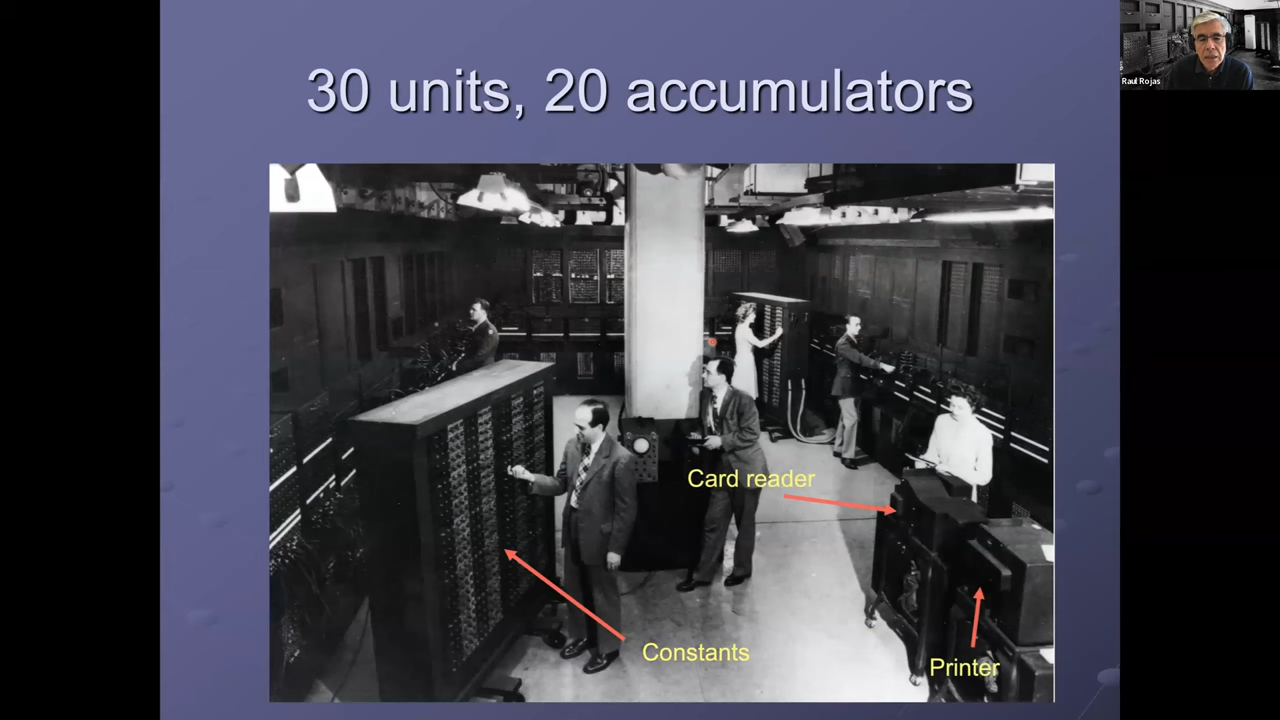 30 units, 20 accumulators
Raul Rojas
Card reader
Constants
Printer